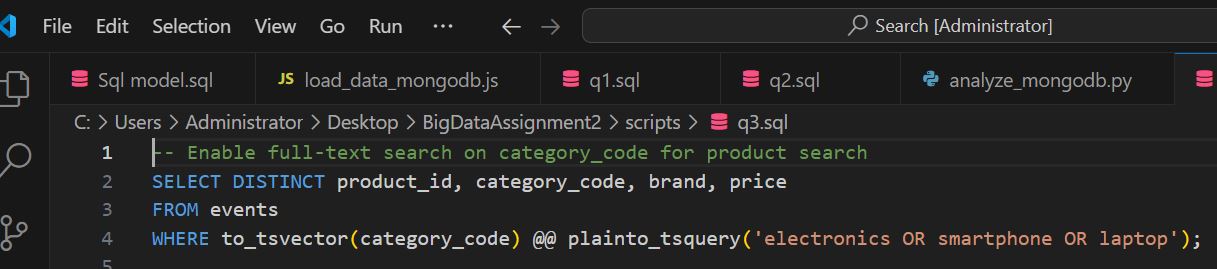 File Edit Selection View Go Run ··· ← → Search [Administrator]
Sql model.sql JS load_data_mongodb.js q1.sql q2.sql analyze_mongodb.py
C: > Users > Administrator > Desktop > BigDataAssignment2 > scripts > q3.sql
1 -- Enable full-text search on category_code for product search
2 SELECT DISTINCT product_id, category_code, brand, price
3 FROM events
4 WHERE to_tsvector(category_code) @@ plainto_tsquery('electronics OR smartphone OR laptop');
5